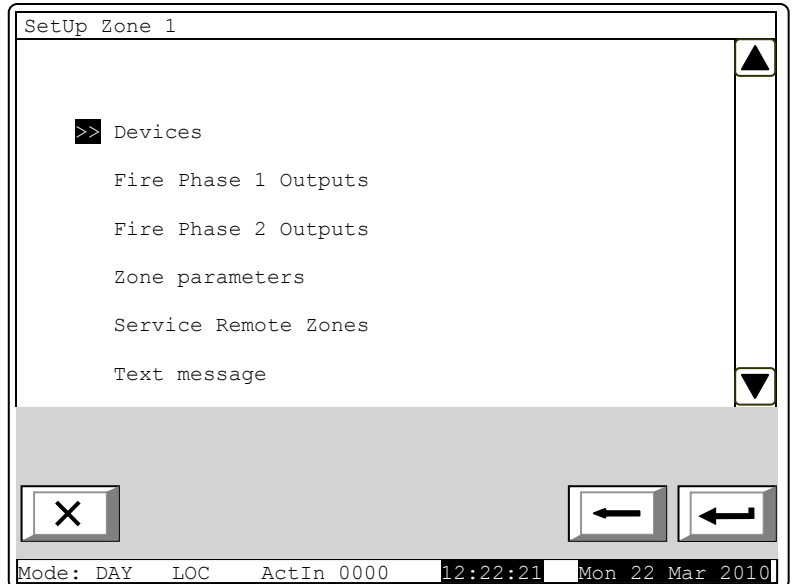 SetUp Zone 1
>> Devices
Fire Phase 1 Outputs
Fire Phase 2 Outputs
Zone parameters
Service Remote Zones
Text message
Mode: DAY LOC ActIn 0000 12:22:21 Mon 22 Mar 2010